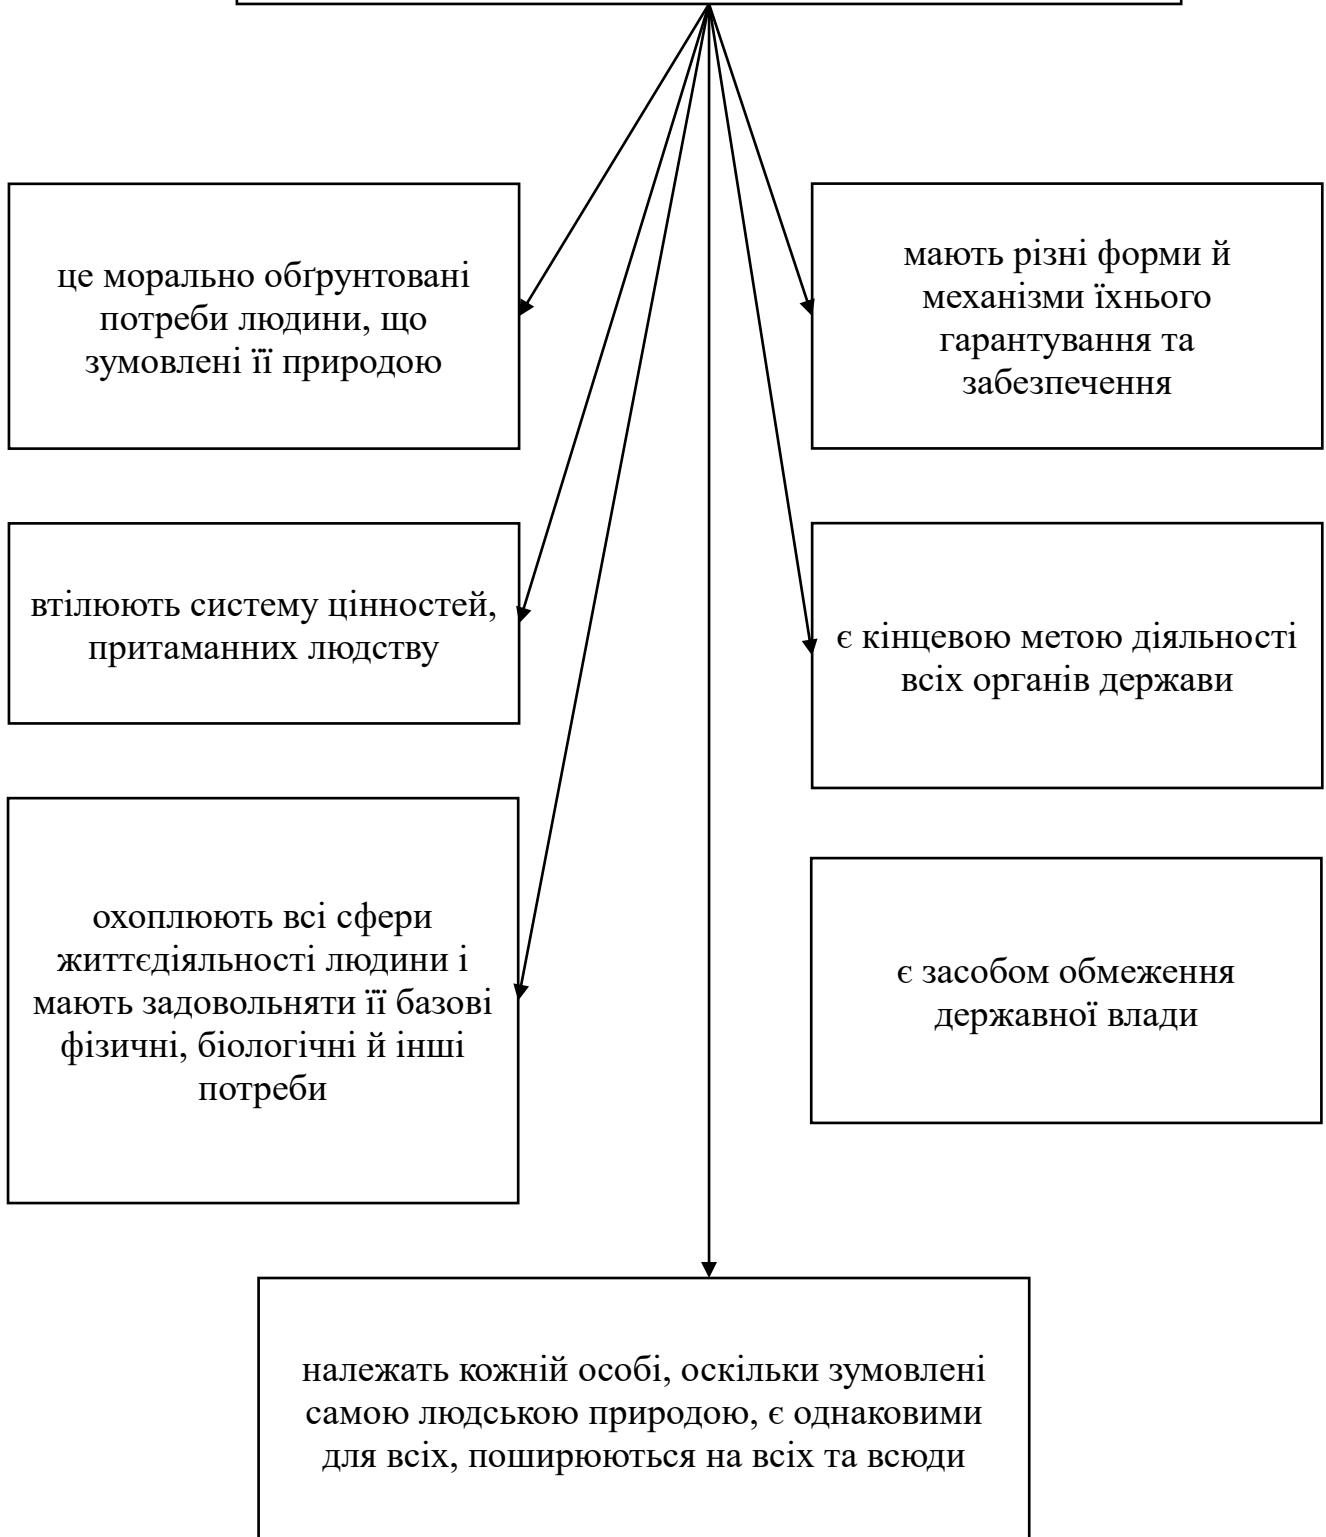 це морально обґрунтовані
потреби людини, що
зумовлені її природою
мають різні форми й
механізми їхнього
гарантування та
забезпечення
втілюють систему цінностей,
притаманних людству
є кінцевою метою діяльності
всіх органів держави
охоплюють всі сфери
життєдіяльності людини і
мають задовольняти її базові
фізичні, біологічні й інші
потреби
є засобом обмеження
державної влади
належать кожній особі, оскільки зумовлені
самою людською природою, є однаковими
для всіх, поширюються на всіх та всюди